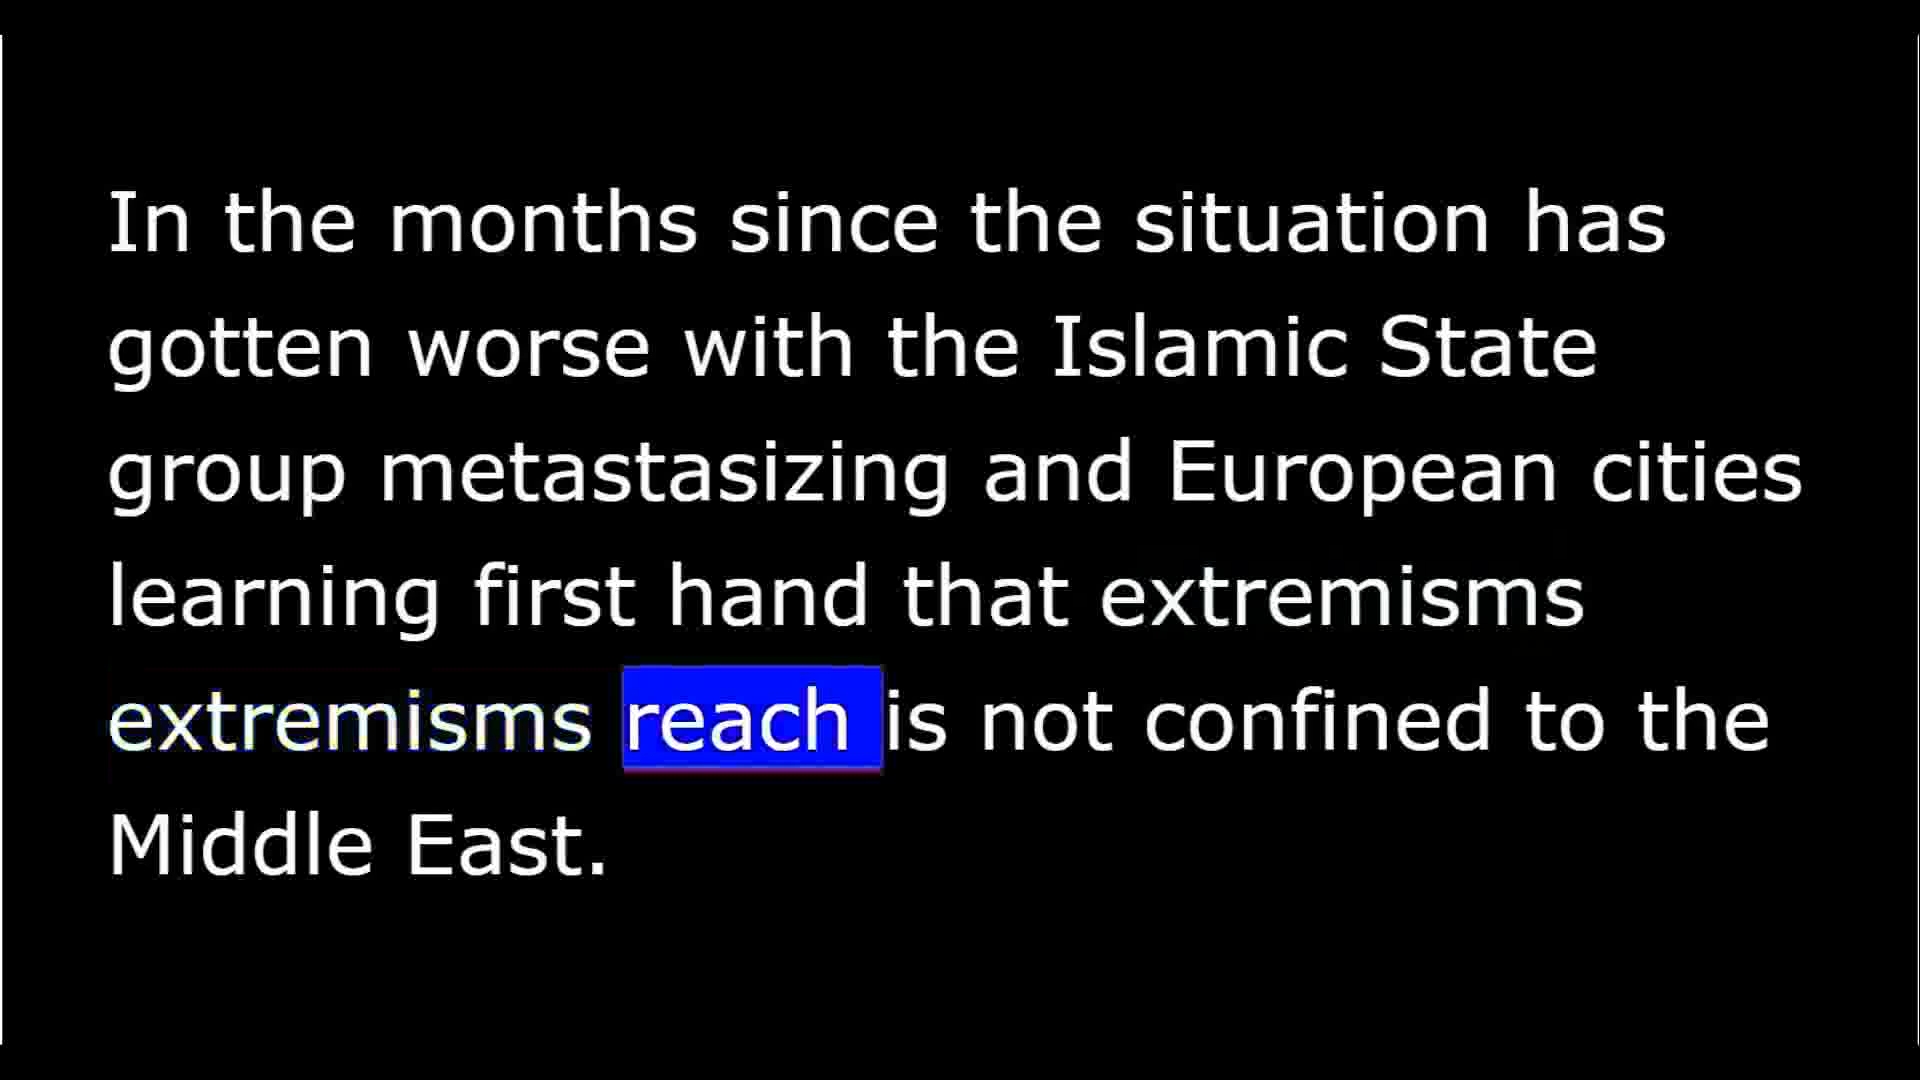 In the months since the situation has
gotten worse with the Islamic State
group metastasizing and European cities
learning first hand that extremisms
extremisms reach is not confined to the
Middle East.